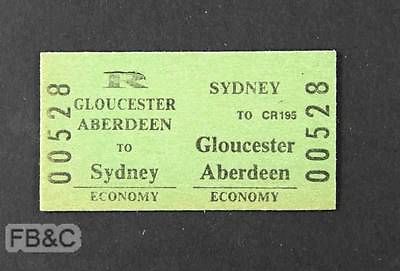 00528
R
GLOUCESTER
ABERDEEN
TO
Sydney
ECONOMY
SYDNEY
TO CR195
Gloucester
Aberdeen
ECONOMY
00528
FB&C